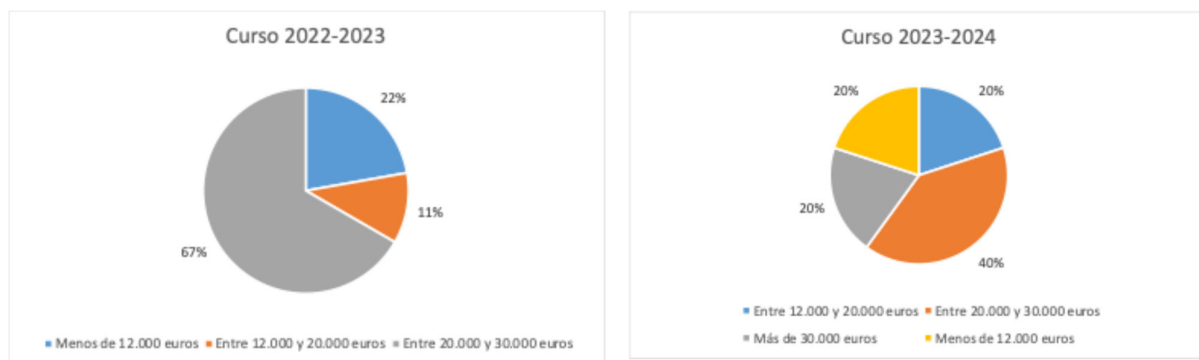 Curso 2022-2023
22%
11%
67%
Menos de 12.000 euros Entre 12.000 y 20.000 euros Entre 20.000 y 30.000 euros
Curso 2023-2024
20%
20%
20%
40%
Entre 12.000 y 20.000 euros Entre 20.000 y 30.000 euros
Más de 30.000 euros Menos de 12.000 euros